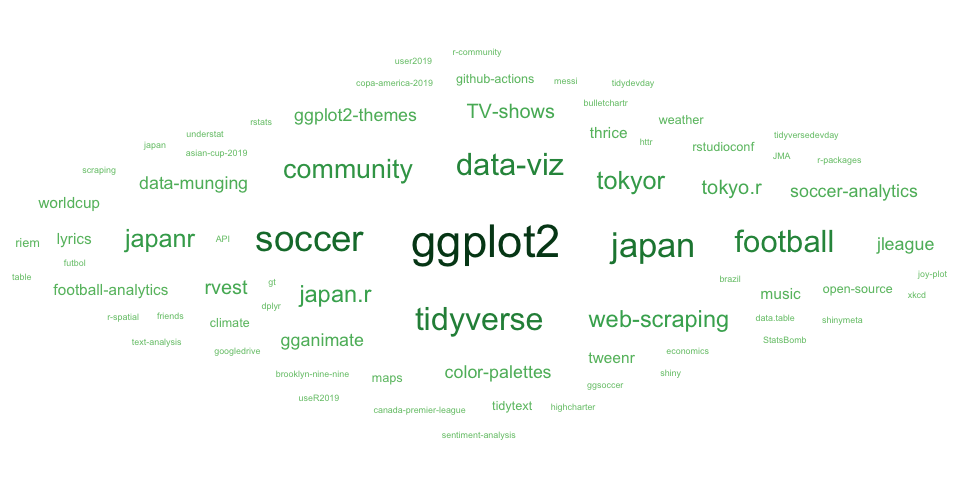 r-community
user2019
copa-america-2019
github-actions
messi
tidydevday
ggplot2-themes
TV-shows
bulletchartr
rstats
understat
thrice
weather
httr
tidyversedevday
japan
asian-cup-2019
rstudioconf
JMA
r-packages
scraping
data-munging
community
data-viz
tokyor
tokyo.r
soccer-analytics
worldcup
riem
lyrics
japanr
API
soccer
ggplot2
japan
football
jleague
futbol
table
football-analytics
rvest
gt
japan.r
brazil
music
open-source
joy-plot
xkcd
dplyr
r-spatial
friends
climate
tidyverse
web-scraping
data.table
shinymeta
text-analysis
googledrive
gganimate
tweenr
economics
StatsBomb
brooklyn-nine-nine
maps
color-palettes
shiny
ggsoccer
useR2019
canada-premier-league
tidytext
highcharter
sentiment-analysis